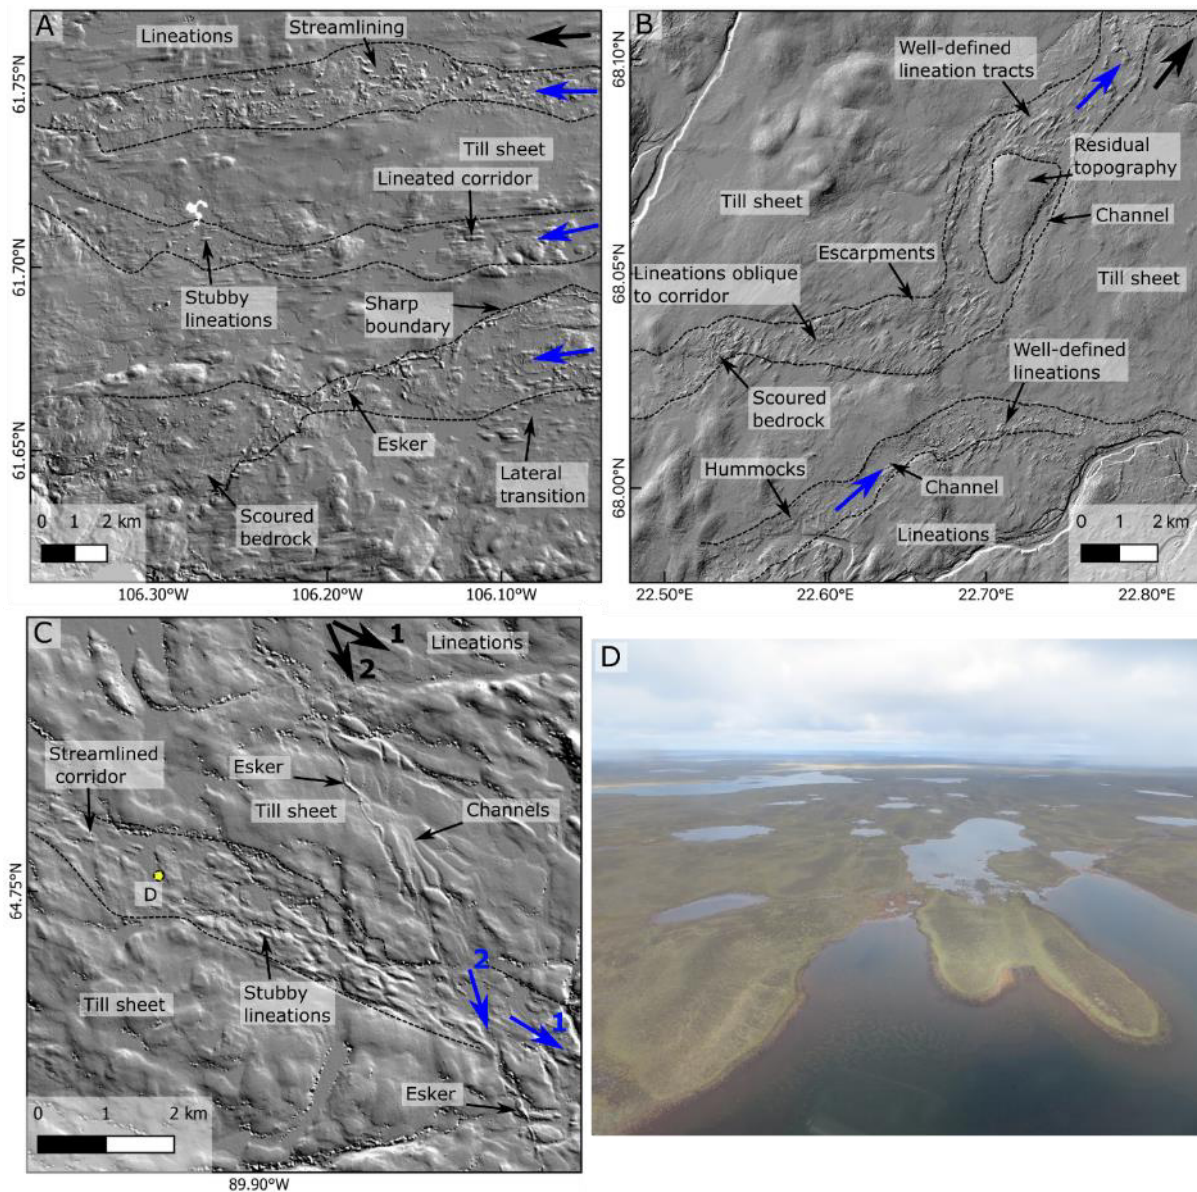 A
Lineations
Streamlining
61.75°N
Till sheet
Lineated corridor
61.70°N
Stubby
lineations
Sharp
boundary
61.65°N
Esker
Lateral
transition
Scoured
bedrock
0 1 2 km
106.30°W 106.20°W 106.10°W
B
68.10°N
Well-defined
lineation tracts
Residual
topography
Till sheet
Channel
68.05°N
Escarpments
Till sheet
Lineations oblique
to corridor
Well-defined
lineations
Scoured
bedrock
68.00°N
Hummocks
Channel
Lineations
0 1 2 km
22.50°E 22.60°E 22.70°E 22.80°E
C
1
2
Lineations
Streamlined
corridor
Esker
Till sheet
Channels
64.75°N
D
2
1
Till sheet
Stubby
lineations
Esker
0 1 2 km
89.90°W
D